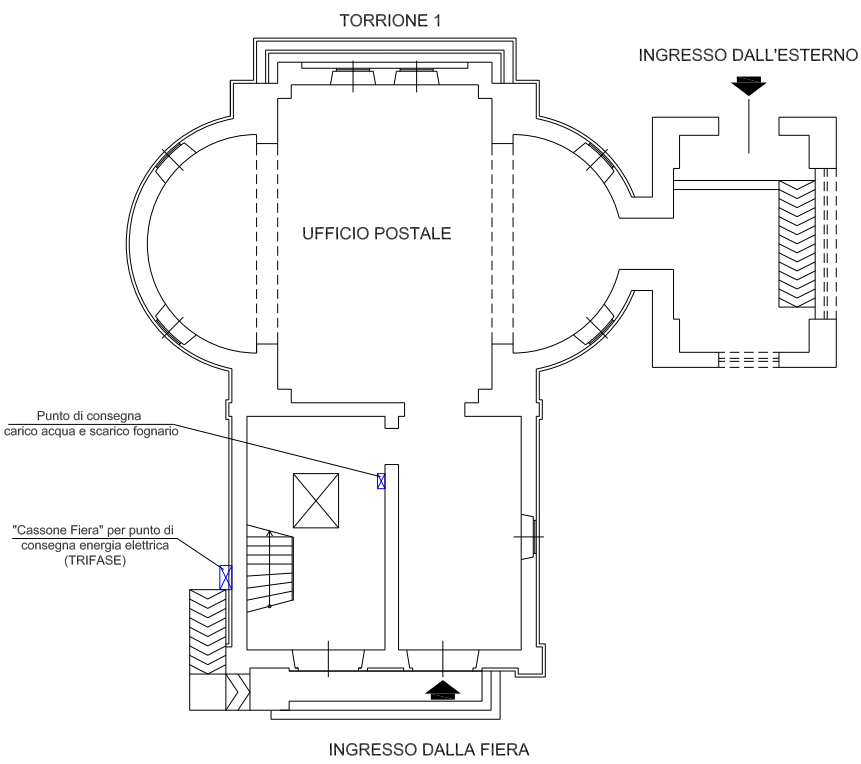 TORRIONE 1
INGRESSO DALL'ESTERNO
UFFICIO POSTALE
Punto di consegna
carico acqua e scarico fognario
"Cassone Fiera" per punto di
consegna energia elettrica
(TRIFASE)
INGRESSO DALLA FIERA